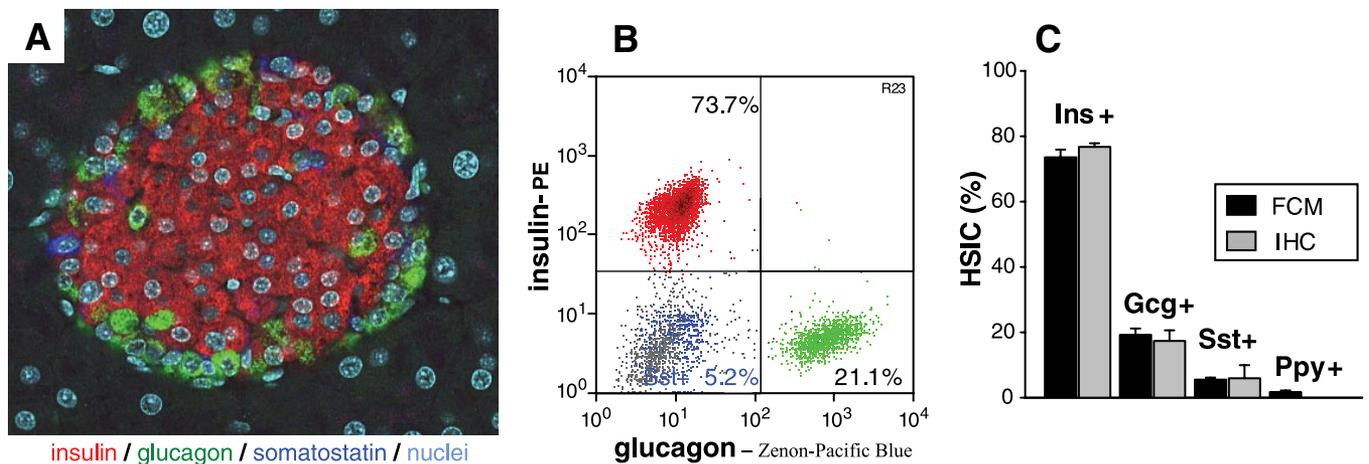 A
insulin / glucagon / somatostatin / nuclei
B
10^4
10^3
10^2
10^1
10^0
insulin-PE
73.7%
R23
Sst+ 5.2%
21.1%
10^0 10^1 10^2 10^3 10^4
glucagon – Zenon-Pacific Blue
C
100
80
60
40
20
0
HSIC (%)
Ins +
Gcg+
Sst+
Ppy+
FCM
IHC